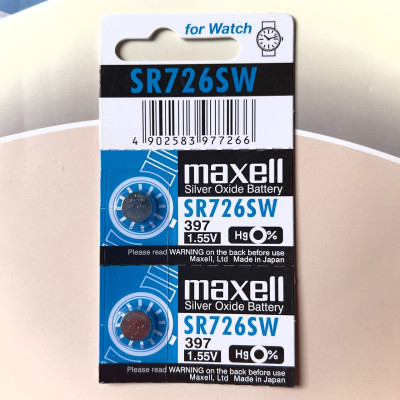 for Watch
SR726SW
4 902583 977266
maxell
Silver Oxide Battery
SR726SW
397
1.55V
Hg 0%
Please read WARNING on the back before use
Maxell, Ltd Made in Japan
maxell
Silver Oxide Battery
SR726SW
397
1.55V
Hg 0%
Please read WARNING on the back before use
Maxell, Ltd Made in Japan